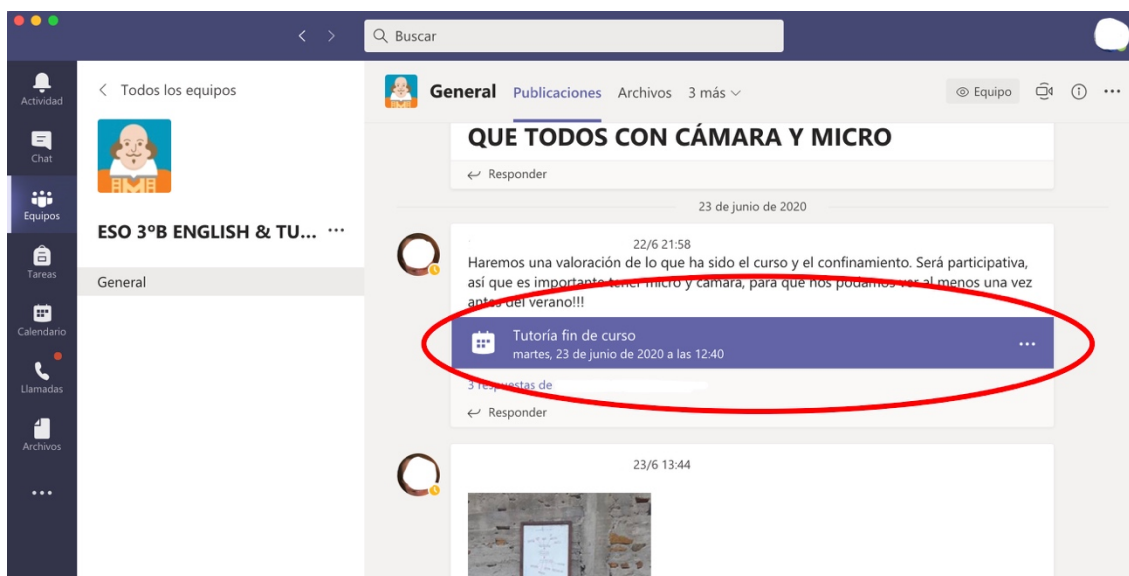 Buscar
Actividad
Chat
Equipos
Tareas
Calendario
Llamadas
Archivos
Todos los equipos
ESO 3ºB ENGLISH & TU...
General
General Publicaciones Archivos 3 más
Equipo
QUE TODOS CON CÁMARA Y MICRO
Responder
23 de junio de 2020
22/6 21:58
Haremos una valoración de lo que ha sido el curso y el confinamiento. Será participativa,
así que es importante tener micro y cámara, para que nos podamos ver al menos una vez
antes del verano!!!
Tutoría fin de curso
martes, 23 de junio de 2020 a las 12:40
3 respuestas de
Responder
23/6 13:44